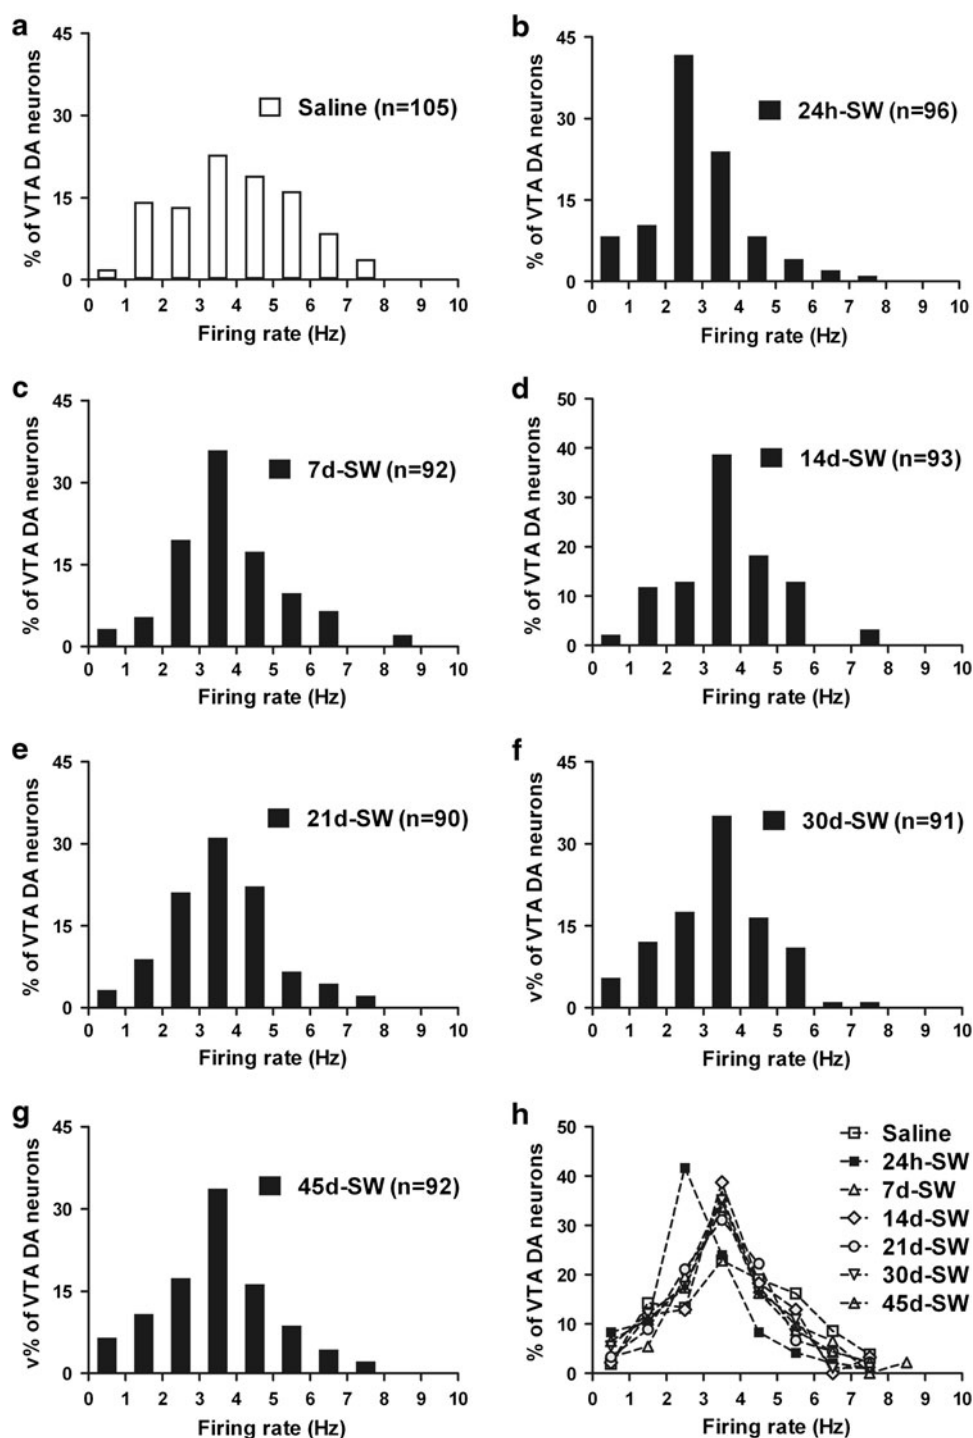 a
% of VTA DA neurons
45
30
15
0
Saline (n=105)
0 1 2 3 4 5 6 7 8 9 10
Firing rate (Hz)
b
% of VTA DA neurons
45
30
15
0
24h-SW (n=96)
0 1 2 3 4 5 6 7 8 9 10
Firing rate (Hz)
c
% of VTA DA neurons
45
30
15
0
7d-SW (n=92)
0 1 2 3 4 5 6 7 8 9 10
Firing rate (Hz)
d
% of VTA DA neurons
50
40
30
20
10
0
14d-SW (n=93)
0 1 2 3 4 5 6 7 8 9 10
Firing rate (Hz)
e
% of VTA DA neurons
45
30
15
0
21d-SW (n=90)
0 1 2 3 4 5 6 7 8 9 10
Firing rate (Hz)
f
v% of VTA DA neurons
45
30
15
0
30d-SW (n=91)
0 1 2 3 4 5 6 7 8 9 10
Firing rate (Hz)
g
v% of VTA DA neurons
45
30
15
0
45d-SW (n=92)
0 1 2 3 4 5 6 7 8 9 10
Firing rate (Hz)
h
% of VTA DA neurons
50
40
30
20
10
0
Saline
24h-SW
7d-SW
14d-SW
21d-SW
30d-SW
45d-SW
0 1 2 3 4 5 6 7 8 9 10
Firing rate (Hz)